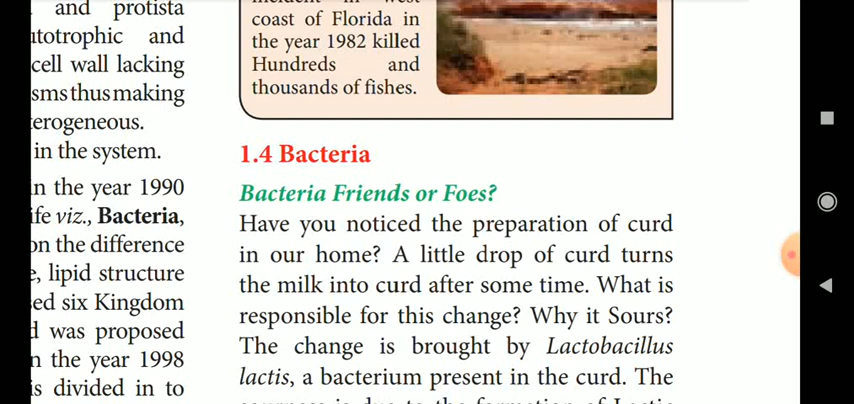 and protista
and
cell wall lacking
thus making
in the system.
in the year 1990
viz., Bacteria,
on the difference
lipid structure
six Kingdom
was proposed
the year 1998
is divided in to
coast of Florida in
the year 1982 killed
Hundreds and
thousands of fishes.
1.4 Bacteria
Bacteria Friends or Foes?
Have you noticed the preparation of curd
in our home? A little drop of curd turns
the milk into curd after some time. What is
responsible for this change? Why it Sours?
The change is brought by Lactobacillus
lactis, a bacterium present in the curd. The